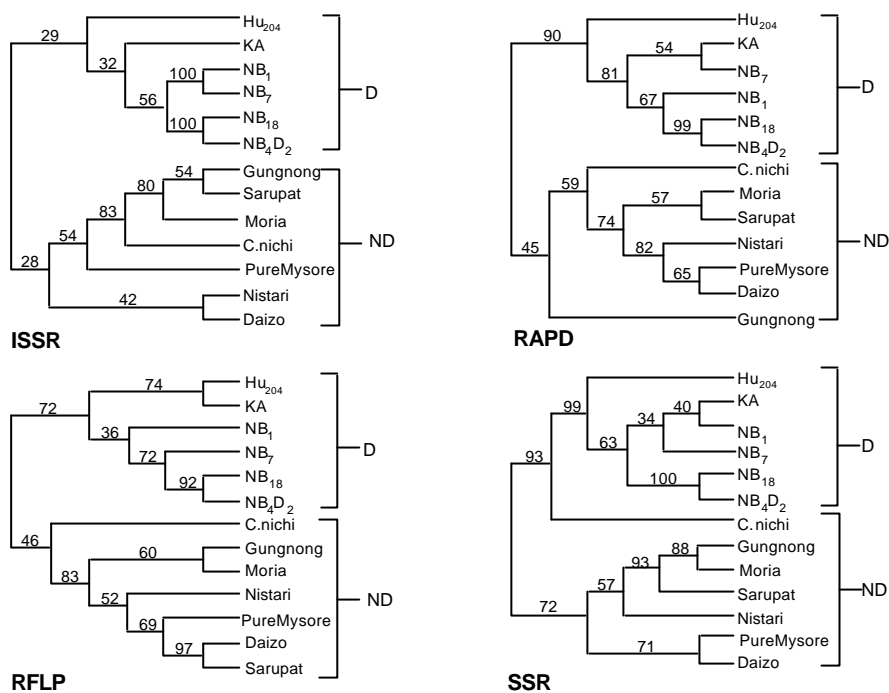 Hu204
29
KA
32
NB1
100
NB7
56
D
NB18
100
NB4D2
Gungnong
54
Sarupat
80
Moria
83
C.nichi
54
ND
PureMysore
28
Nistari
42
Daizo
ISSR
Hu204
90
KA
54
NB7
81
D
NB1
67
NB18
99
NB4D2
C.nichi
59
Moria
57
Sarupat
74
Nistari
ND
82
45
PureMysore
65
Daizo
Gungnong
RAPD
Hu204
74
KA
72
NB1
36
NB7
D
72
NB18
92
NB4D2
C.nichi
46
Gungnong
60
Moria
83
Nistari
52
ND
PureMysore
69
Daizo
97
Sarupat
RFLP
Hu204
99
KA
40
34
NB1
63
D
NB7
93
NB18
100
NB4D2
C.nichi
Gungnong
88
93
Moria
57
Sarupat
ND
72
Nistari
PureMysore
71
Daizo
SSR